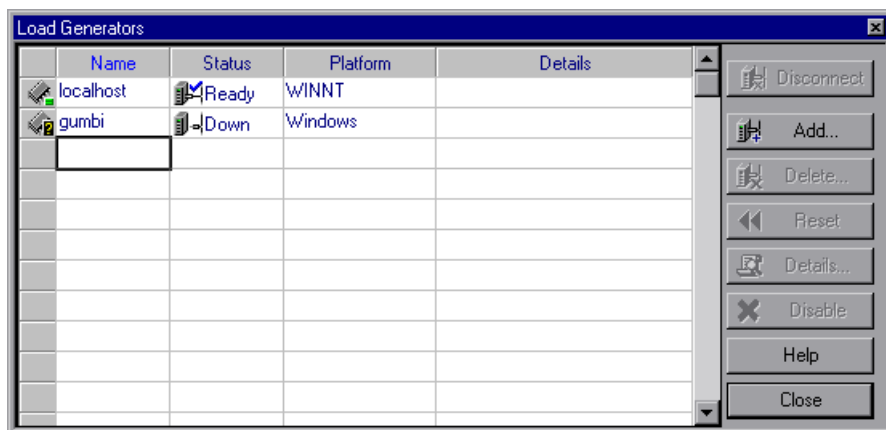 Load Generators
Name Status Platform Details
localhost Ready WINNT
gumbi Down Windows
Disconnect
Add...
Delete...
Reset
Details...
Disable
Help
Close